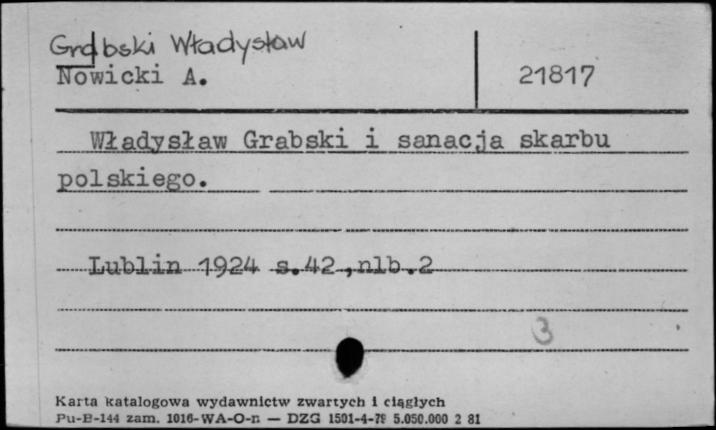 Grabski Władysław
Nowicki A. 21817
Władysław Grabski i sanacja skarbu
polskiego.
Lublin 1924 s.42,nlb.2
3
Karta katalogowa wydawnictw zwartych i ciągłych
Pu-B-144 zam. 1016-WA-O-n — DZG 1501-4-78 5.050.000 2 81